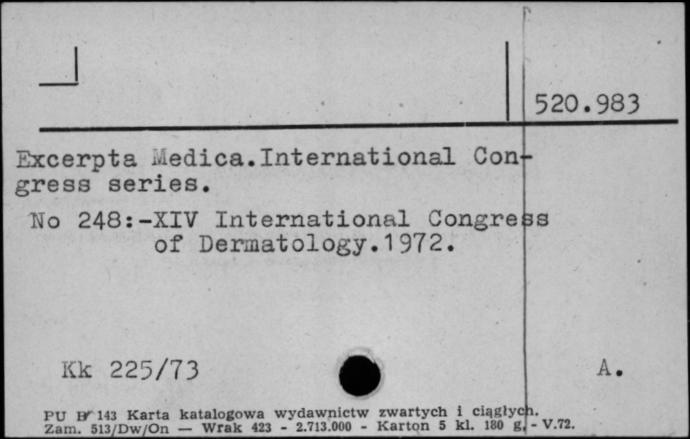 520.983
Excerpta Medica.International Con-
gress series.
No 248:-XIV International Congress
of Dermatology.1972.
Kk 225/73 A.
PU B 143 Karta katalogowa wydawnictw zwartych i ciągłych.
Zam. 513/Dw/On — Wrak 423 - 2.713.000 - Karton 5 kl. 180 g. - V.72.